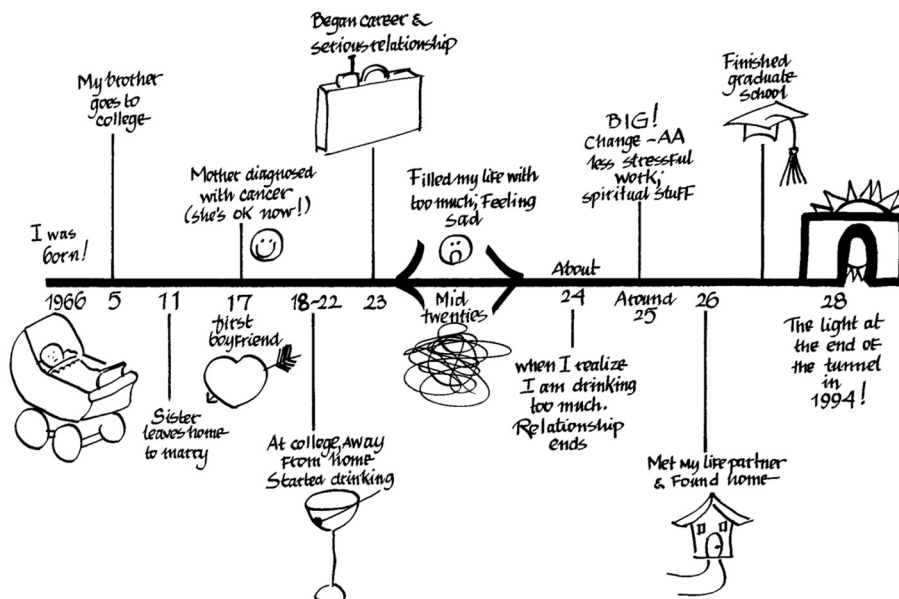 I was
born!
1966
My brother
goes to
college
5
11
Sister
leaves home
to marry
Mother diagnosed
with cancer
(she's ok now!)
17
first
boyfriend
18-22
At college, away
From home
Started drinking
Began career &
serious relationship
23
Filled my life with
too much; Feeling
sad
Mid
twenties
About
24
when I realize
I am drinking
too much.
Relationship
ends
BIG!
Change - AA
less stressful
work,
spiritual stuff
Around
25
26
Met My life partner
& Found home
Finished
graduate
school
28
The light at
the end of
the tunnel
in
1994!